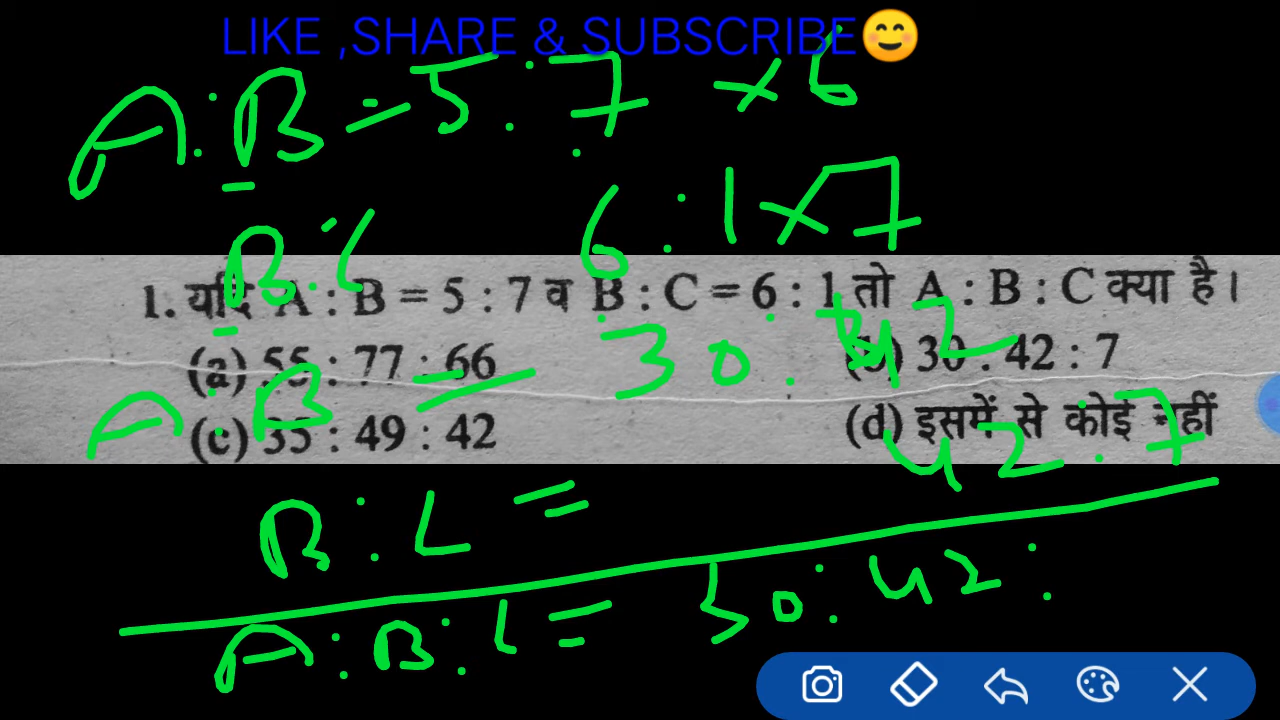 LIKE ,SHARE & SUBSCRIBE😊
A : B = 5 : 7 × 6
B : C 6 : 1 × 7
1. यदि A : B = 5 : 7 व B : C = 6 : 1 तो A : B : C क्या है।
(a) 55 : 77 : 66 (b) 30 : 42 : 7
(c) 35 : 49 : 42 (d) इसमें से कोई नहीं
A : B = 30 : 42
B : C = 42 : 7
A : B : C = 30 : 42 :